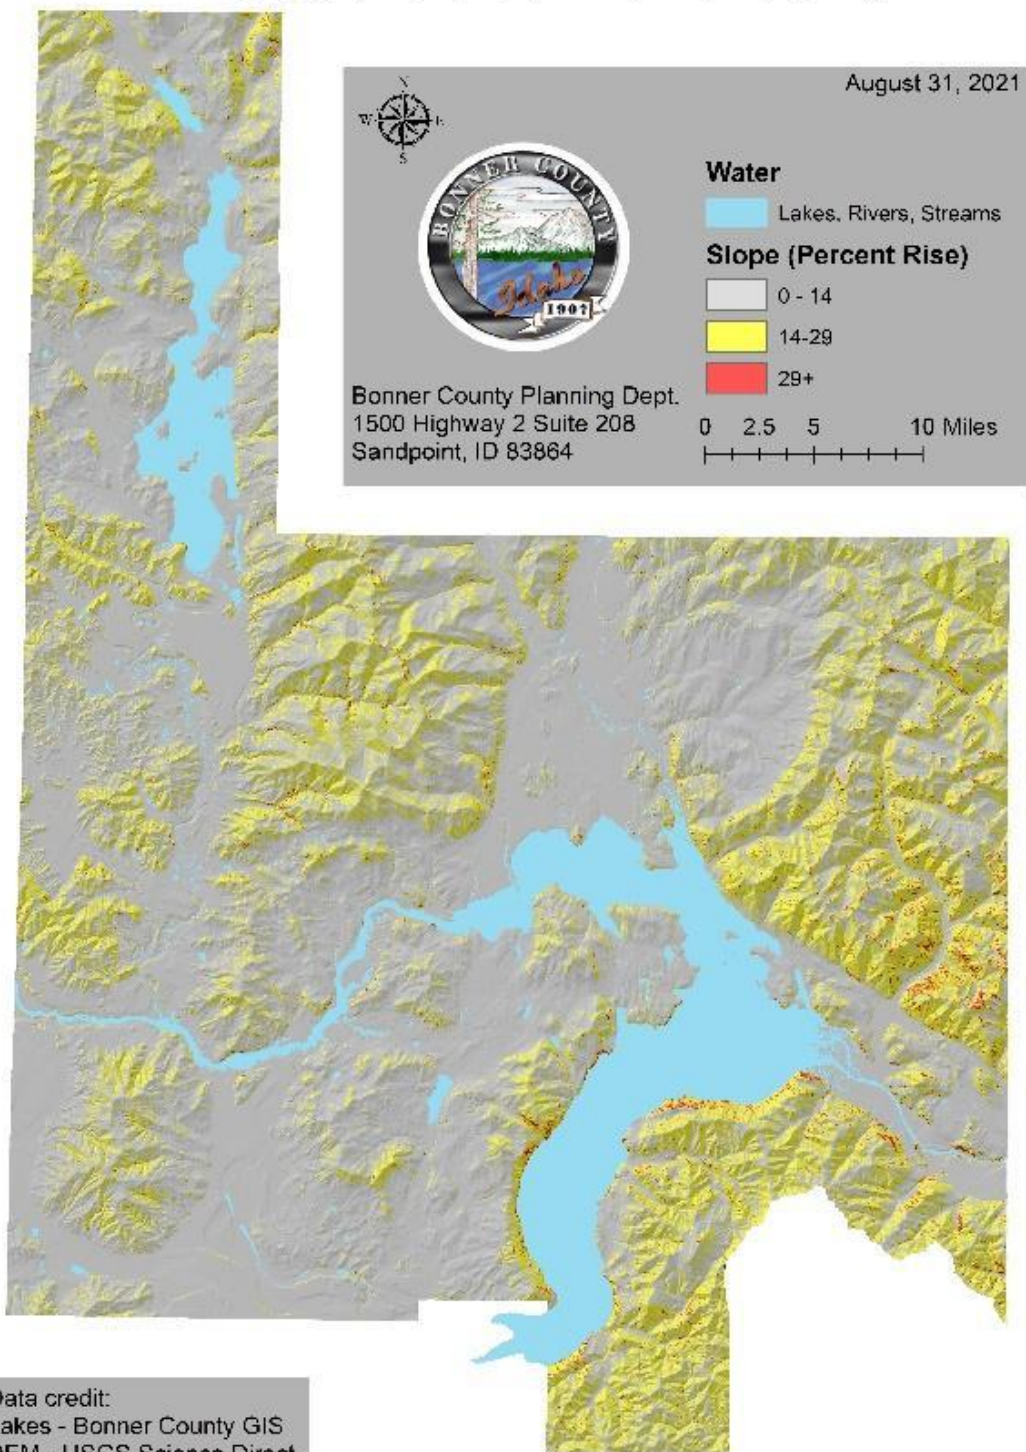 August 31, 2021
N
W
E
S
BONNER COUNTY
Idaho
1907
Water
Lakes, Rivers, Streams
Slope (Percent Rise)
0 - 14
14-29
29+
Bonner County Planning Dept.
1500 Highway 2 Suite 208
Sandpoint, ID 83864
0 2.5 5 10 Miles
Data credit:
Lakes - Bonner County GIS